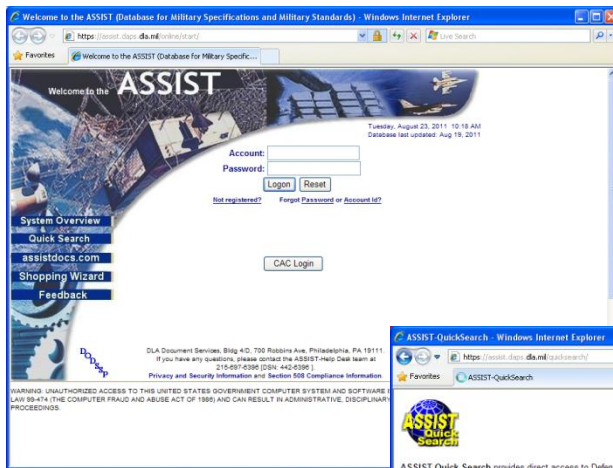 Welcome to the ASSIST (Database for Military Specifications and Military Standards) - Windows Internet Explorer
https://assist.daps.dla.mil/online/start/
Live Search
Favorites
Welcome to the ASSIST (Database for Military Specific...
Welcome to the ASSIST
Tuesday, August 23, 2011 10:18 AM
Database last updated: Aug 19, 2011
Account:
Password:
Logon Reset
Not registered? Forgot Password or Account Id?
System Overview
Quick Search
assistdocs.com
Shopping Wizard
Feedback
CAC Login
DODSSP
DLA Document Services, Bldg 4/D, 700 Robbins Ave, Philadelphia, PA 19111
If you have any questions, please contact the ASSIST-Help Desk team at
215-697-6396 [DSN: 442-6396 ].
Privacy and Security Information and Section 508 Compliance Information
WARNING: UNAUTHORIZED ACCESS TO THIS UNITED STATES GOVERNMENT COMPUTER SYSTEM AND SOFTWARE
LAW 99-474 (THE COMPUTER FRAUD AND ABUSE ACT OF 1986) AND CAN RESULT IN ADMINISTRATIVE, DISCIPLINARY
PROCEEDINGS.
ASSIST-QuickSearch - Windows Internet Explorer
https://assist.daps.dla.mil/quicksearch/
Favorites
ASSIST-QuickSearch
ASSIST
Quick
Search
ASSIST Quick Search provides direct access to Defe